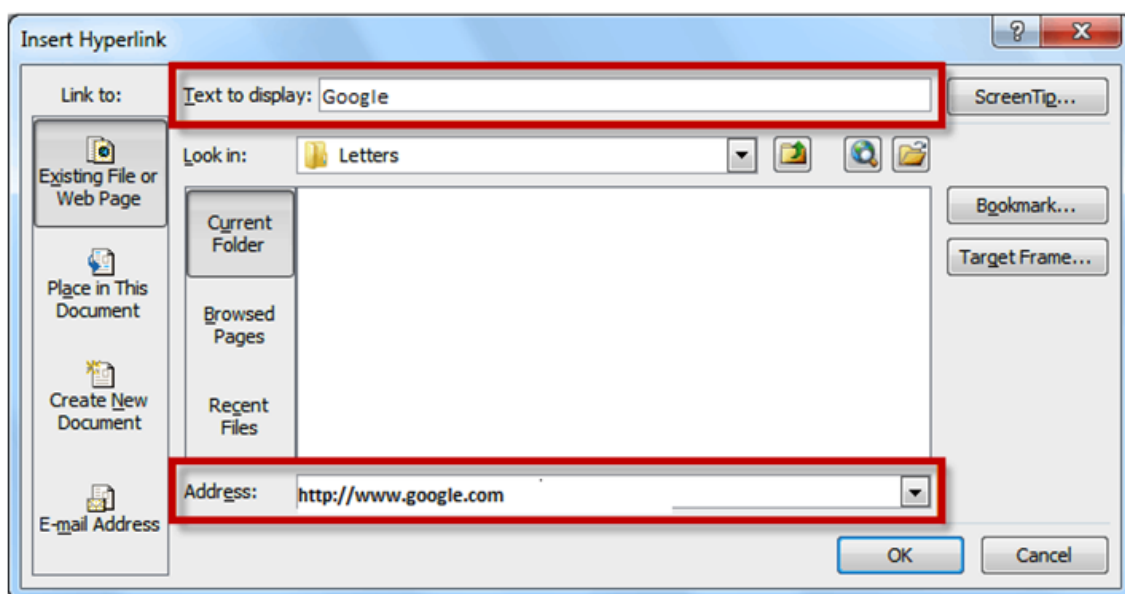 Insert Hyperlink
Link to:
Text to display: Google
ScreenTip...
Existing File or
Web Page
Look in: Letters
Current
Folder
Bookmark...
Target Frame...
Place in This
Document
Browsed
Pages
Create New
Document
Recent
Files
E-mail Address
Address: http://www.google.com
OK
Cancel